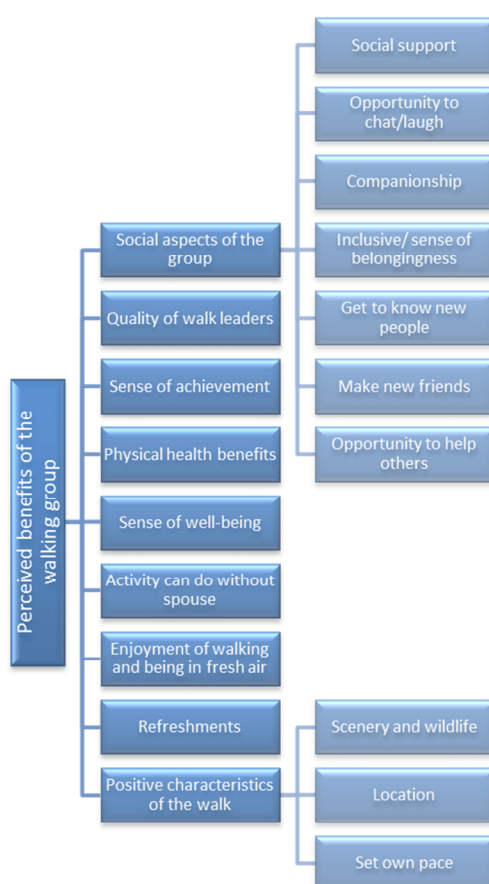 Perceived benefits of the
walking group
Social aspects of the
group
Social support
Opportunity to
chat/laugh
Companionship
Inclusive/ sense of
belongingness
Get to know new
people
Make new friends
Opportunity to help
others
Quality of walk leaders
Sense of achievement
Physical health benefits
Sense of well-being
Activity can do without
spouse
Enjoyment of walking
and being in fresh air
Refreshments
Positive characteristics
of the walk
Scenery and wildlife
Location
Set own pace